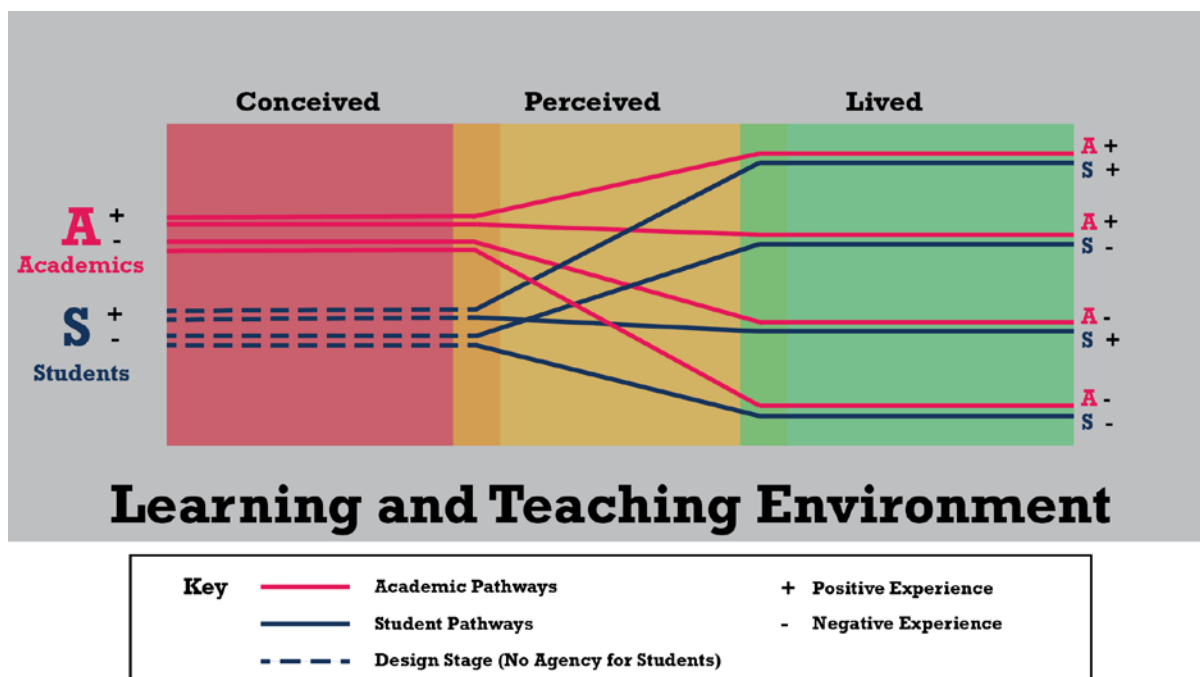 Conceived Perceived Lived
A +
S +
A +
-
Academics
A +
S -
S +
-
Students
A -
S +
A -
S -
Learning and Teaching Environment
Key Academic Pathways + Positive Experience
Student Pathways - Negative Experience
Design Stage (No Agency for Students)